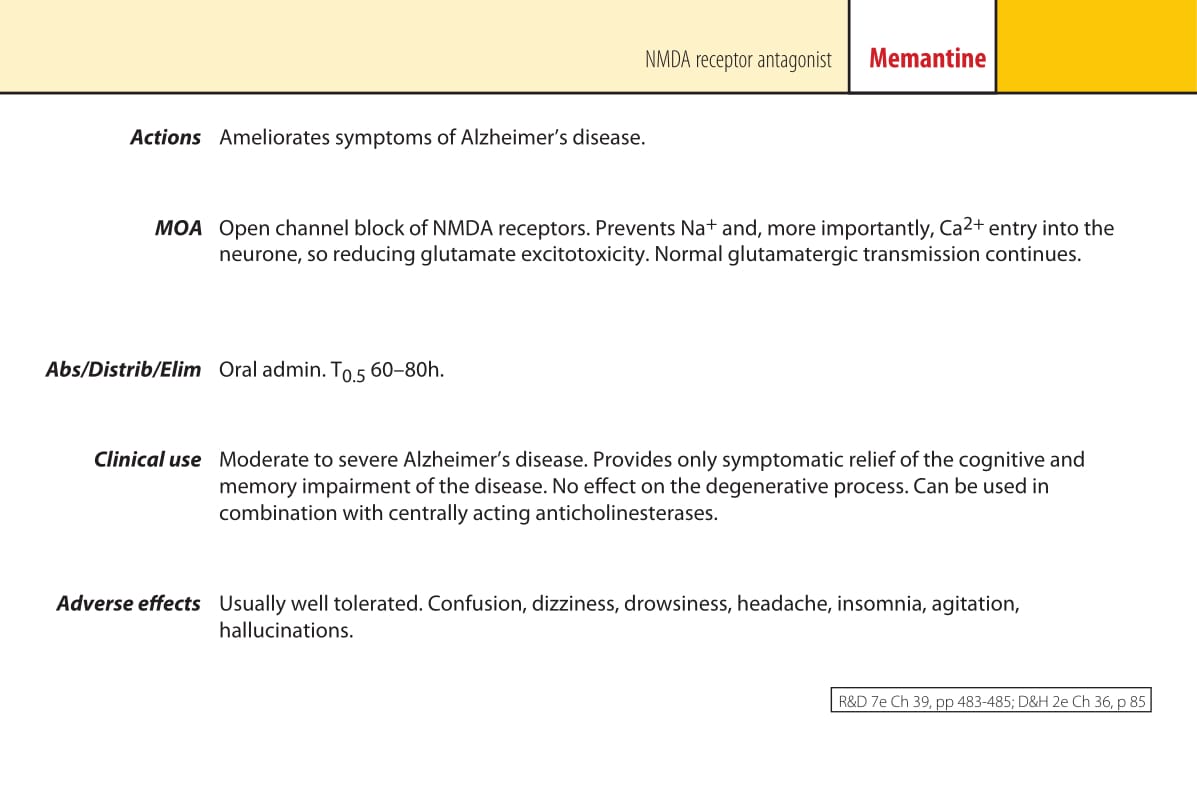 NMDA receptor antagonist Memantine
Actions Ameliorates symptoms of Alzheimer’s disease.
MOA Open channel block of NMDA receptors. Prevents Na+ and, more importantly, Ca2+ entry into the
neurone, so reducing glutamate excitotoxicity. Normal glutamatergic transmission continues.
Abs/Distrib/Elim Oral admin. T0.5 60–80h.
Clinical use Moderate to severe Alzheimer’s disease. Provides only symptomatic relief of the cognitive and
memory impairment of the disease. No effect on the degenerative process. Can be used in
combination with centrally acting anticholinesterases.
Adverse effects Usually well tolerated. Confusion, dizziness, drowsiness, headache, insomnia, agitation,
hallucinations.
R&D 7e Ch 39, pp 483-485; D&H 2e Ch 36, p 85